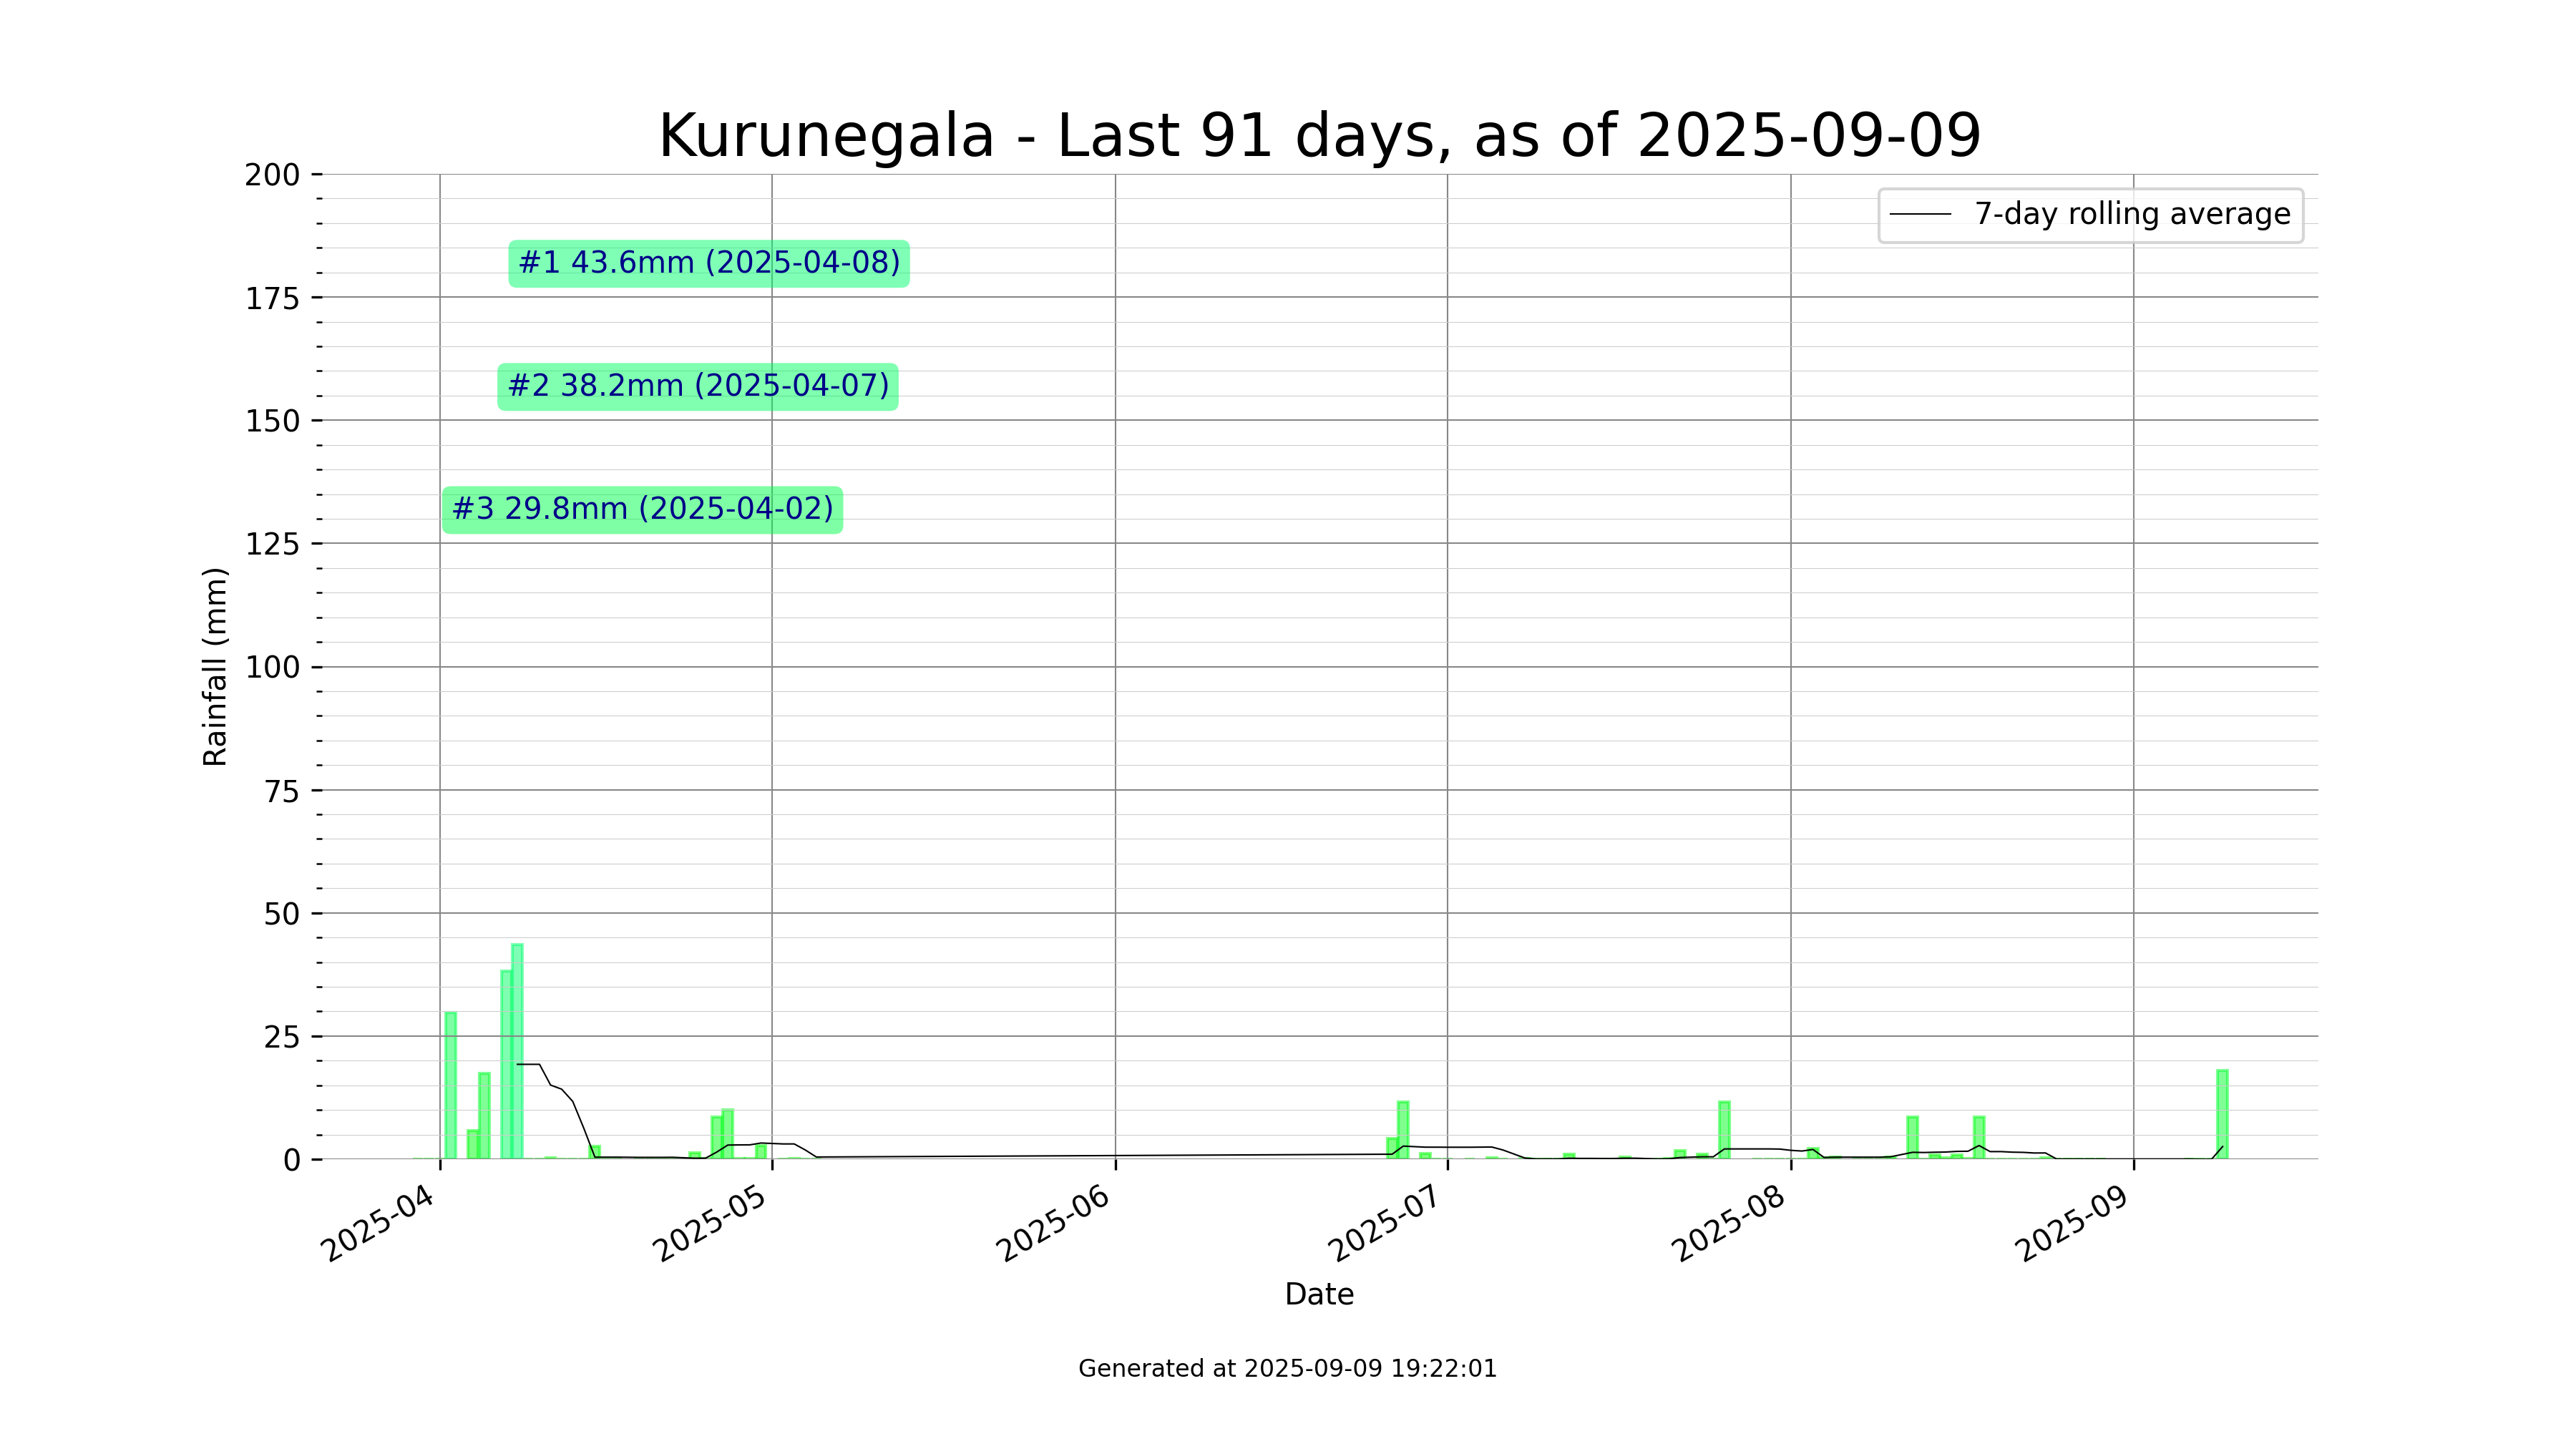 Kurunegala - Last 91 days, as of 2025-09-09
7-day rolling average
#1 43.6mm (2025-04-08)
#2 38.2mm (2025-04-07)
#3 29.8mm (2025-04-02)
Rainfall (mm)
200
175
150
125
100
75
50
25
0
2025-04
2025-05
2025-06
2025-07
2025-08
2025-09
Date
Generated at 2025-09-09 19:22:01